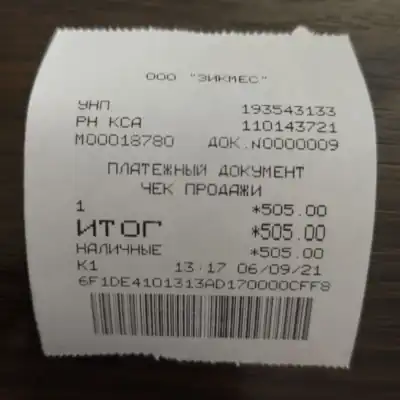 ООО "ЭИКМЕС"
УНП 193543133
РН КСА 110143721
М00018780 ДОК.N0000009
ПЛАТЕЖНЫЙ ДОКУМЕНТ
ЧЕК ПРОДАЖИ
1 *505.00
ИТОГ *505.00
НАЛИЧНЫЕ *505.00
К1 13:17 06/09/21
6F1DE4101313AD170000CFF8